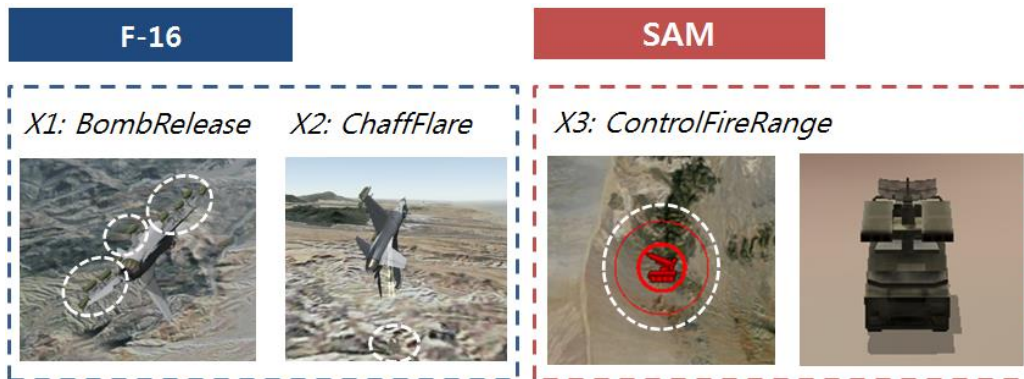 F-16
SAM
X1: BombRelease
X2: ChaffFlare
X3: ControlFireRange